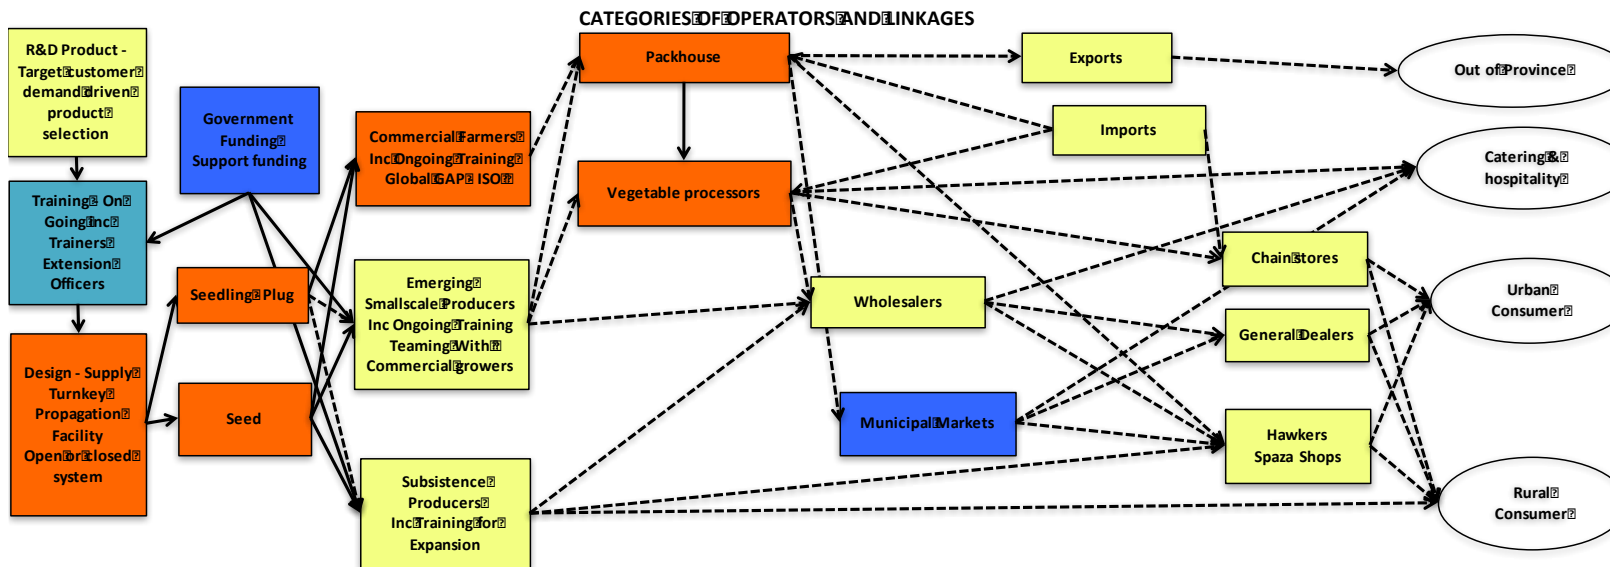 CATEGORIES OF OPERATORS AND LINKAGES
R&D Product -
Target customer
demand driven
product
selection
Government
Funding
Support funding
Training On
Going Inc
Trainers
Extension
Officers
Design - Supply
Turnkey
Propagation
Facility
Open or closed
system
Seedling Plug
Seed
Commercial Farmers
Inc Ongoing Training
Global GAP ISO
Emerging
Smallscale Producers
Inc Ongoing Training
Teaming With
Commercial growers
Subsistence
Producers
Inc Training for
Expansion
Packhouse
Vegetable processors
Wholesalers
Municipal Markets
Exports
Imports
Chain stores
General Dealers
Hawkers
Spaza Shops
Out of Province
Catering &
hospitality
Urban
Consumer
Rural
Consumer